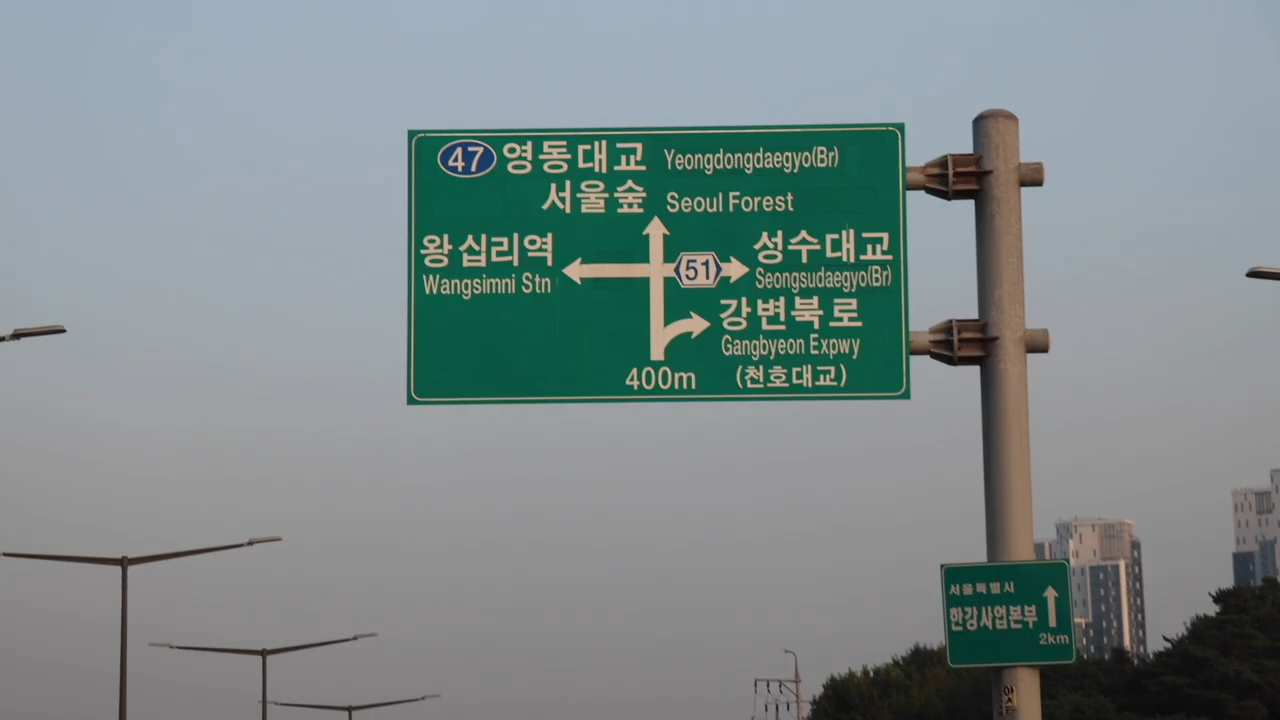 47 영동대교 Yeongdongdaegyo(Br)
서울숲 Seoul Forest
왕십리역
Wangsimni Stn
51
성수대교
Seongsudaegyo(Br)
강변북로
Gangbyeon Expwy
(천호대교)
400m
서울특별시
한강사업본부
2km